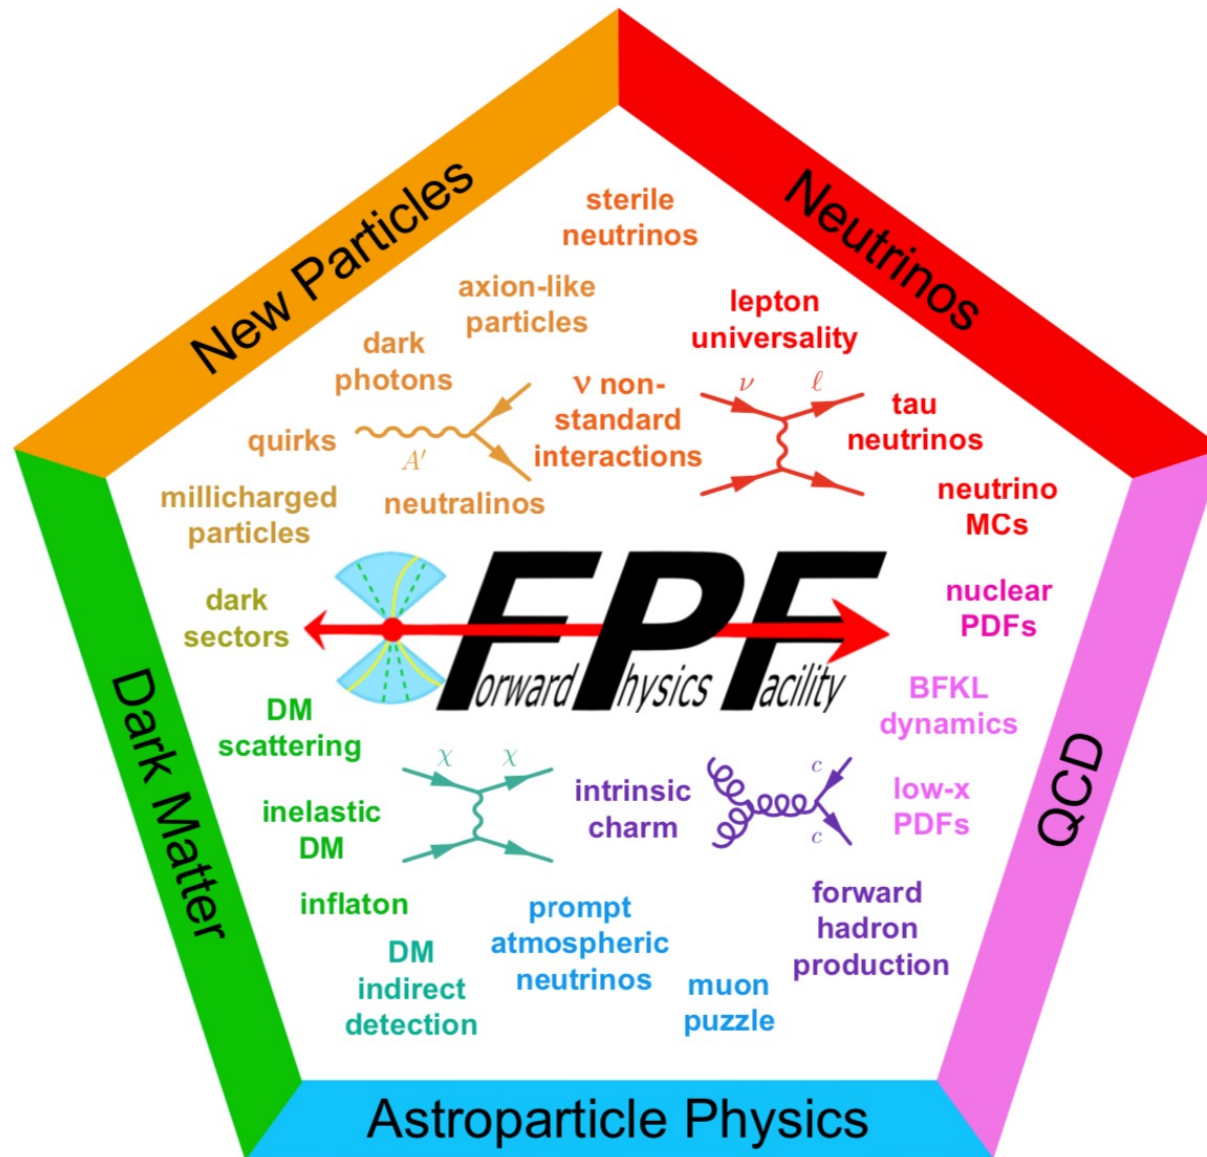 New Particles
Neutrinos
sterile
neutrinos
axion-like
particles
lepton
universality
dark
photons
ν non-
standard
interactions
ν
ℓ
tau
neutrinos
quirks
A′
neutralinos
millicharged
particles
neutrino
MCs
dark
sectors
Forward Physics Facility
nuclear
PDFs
BFKL
dynamics
DM
scattering
χ
χ
intrinsic
charm
c
c
low-x
PDFs
inelastic
DM
inflaton
prompt
atmospheric
neutrinos
forward
hadron
production
DM
indirect
detection
muon
puzzle
Dark Matter
QCD
Astroparticle Physics